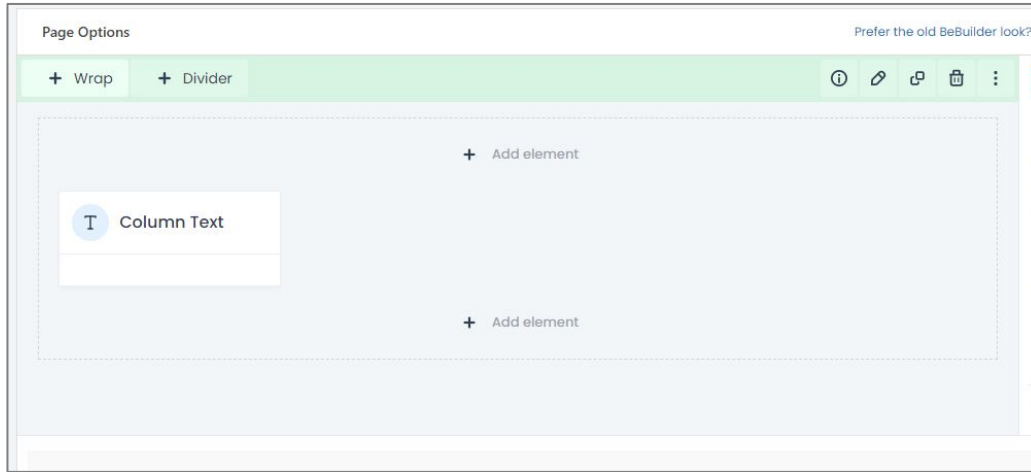 Page Options
Prefer the old BeBuilder look?
+ Wrap + Divider
+ Add element
T Column Text
+ Add element